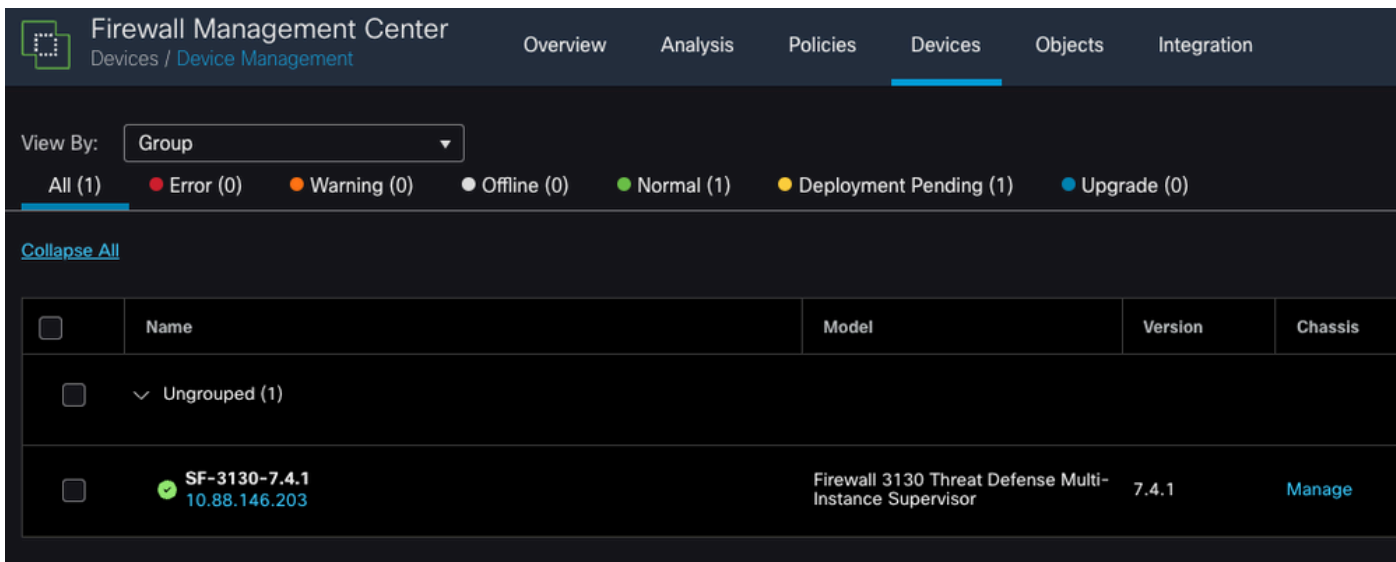 Firewall Management Center
Devices / Device Management
Overview
Analysis
Policies
Devices
Objects
Integration
View By:
Group
All (1)
Error (0)
Warning (0)
Offline (0)
Normal (1)
Deployment Pending (1)
Upgrade (0)
Collapse All
Name
Model
Version
Chassis
Ungrouped (1)
SF-3130-7.4.1
10.88.146.203
Firewall 3130 Threat Defense Multi-
Instance Supervisor
7.4.1
Manage